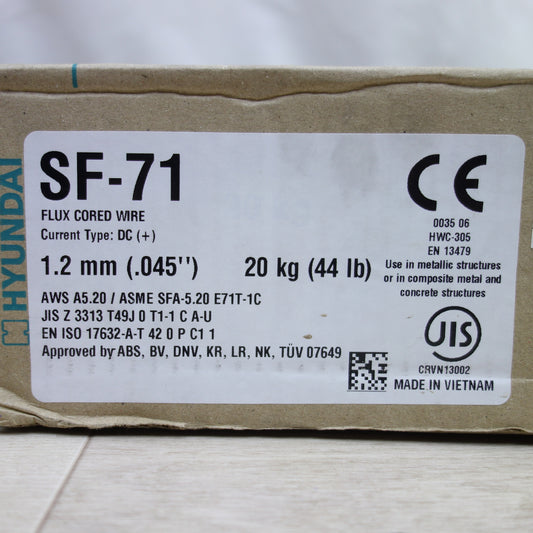 HYUNDAI
SF-71
FLUX CORED WIRE
Current Type: DC (+)
1.2 mm (.045'') 20 kg (44 lb)
AWS A5.20 / ASME SFA-5.20 E71T-1C
JIS Z 3313 T49J 0 T1-1 C A-U
EN ISO 17632-A-T 42 0 P C1 1
Approved by ABS, BV, DNV, KR, LR, NK, TÜV 07649
CE
0035 06
HWC-305
EN 13479
Use in metallic structures
or in composite metal and
concrete structures
JIS
CRVN13002
MADE IN VIETNAM